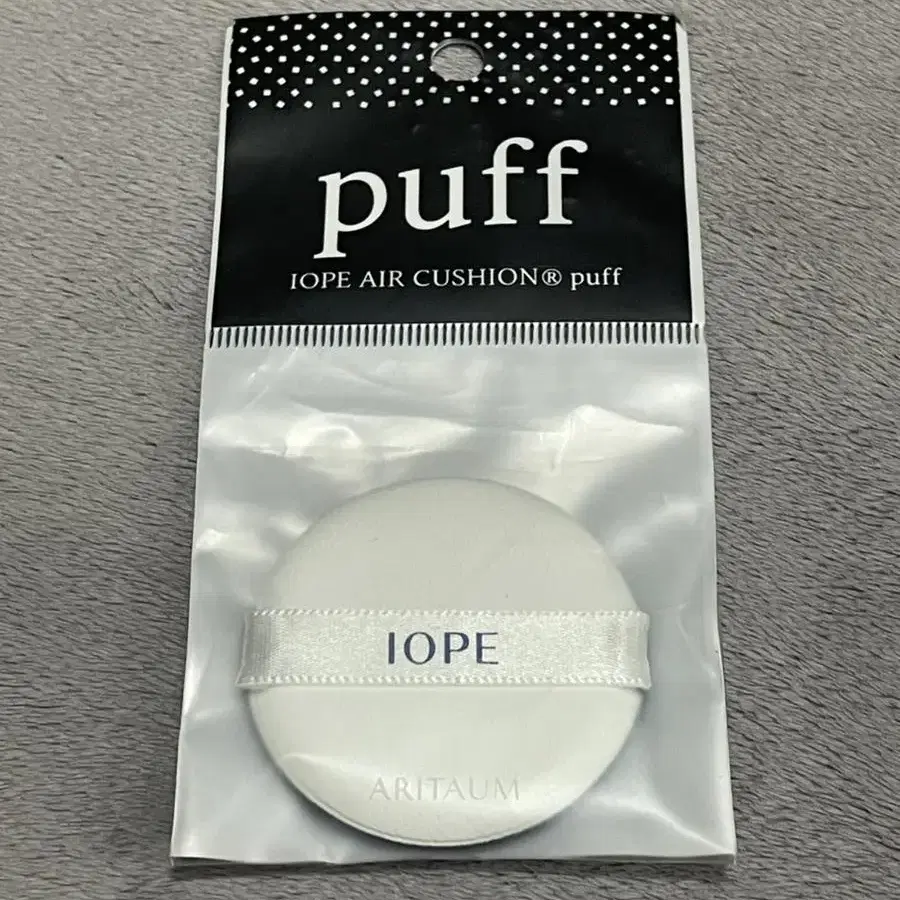 puff
IOPE AIR CUSHION® puff
IOPE
ARITAUM